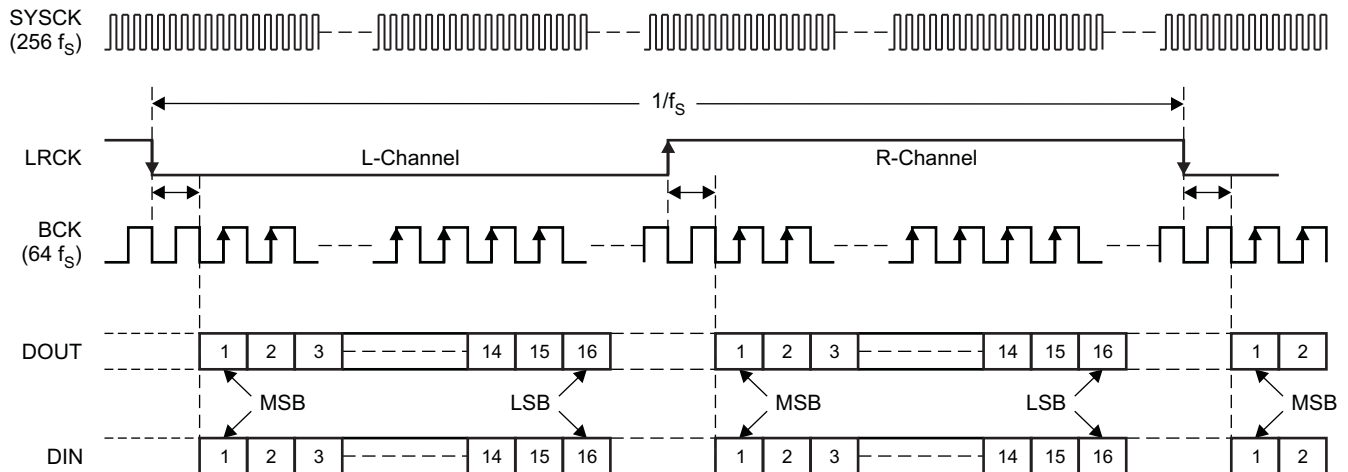 SYSCK
(256 fS)
1/fS
LRCK
L-Channel
R-Channel
BCK
(64 fS)
DOUT
1 2 3 14 15 16 1 2 3 14 15 16 1 2
MSB LSB MSB LSB MSB
DIN
1 2 3 14 15 16 1 2 3 14 15 16 1 2